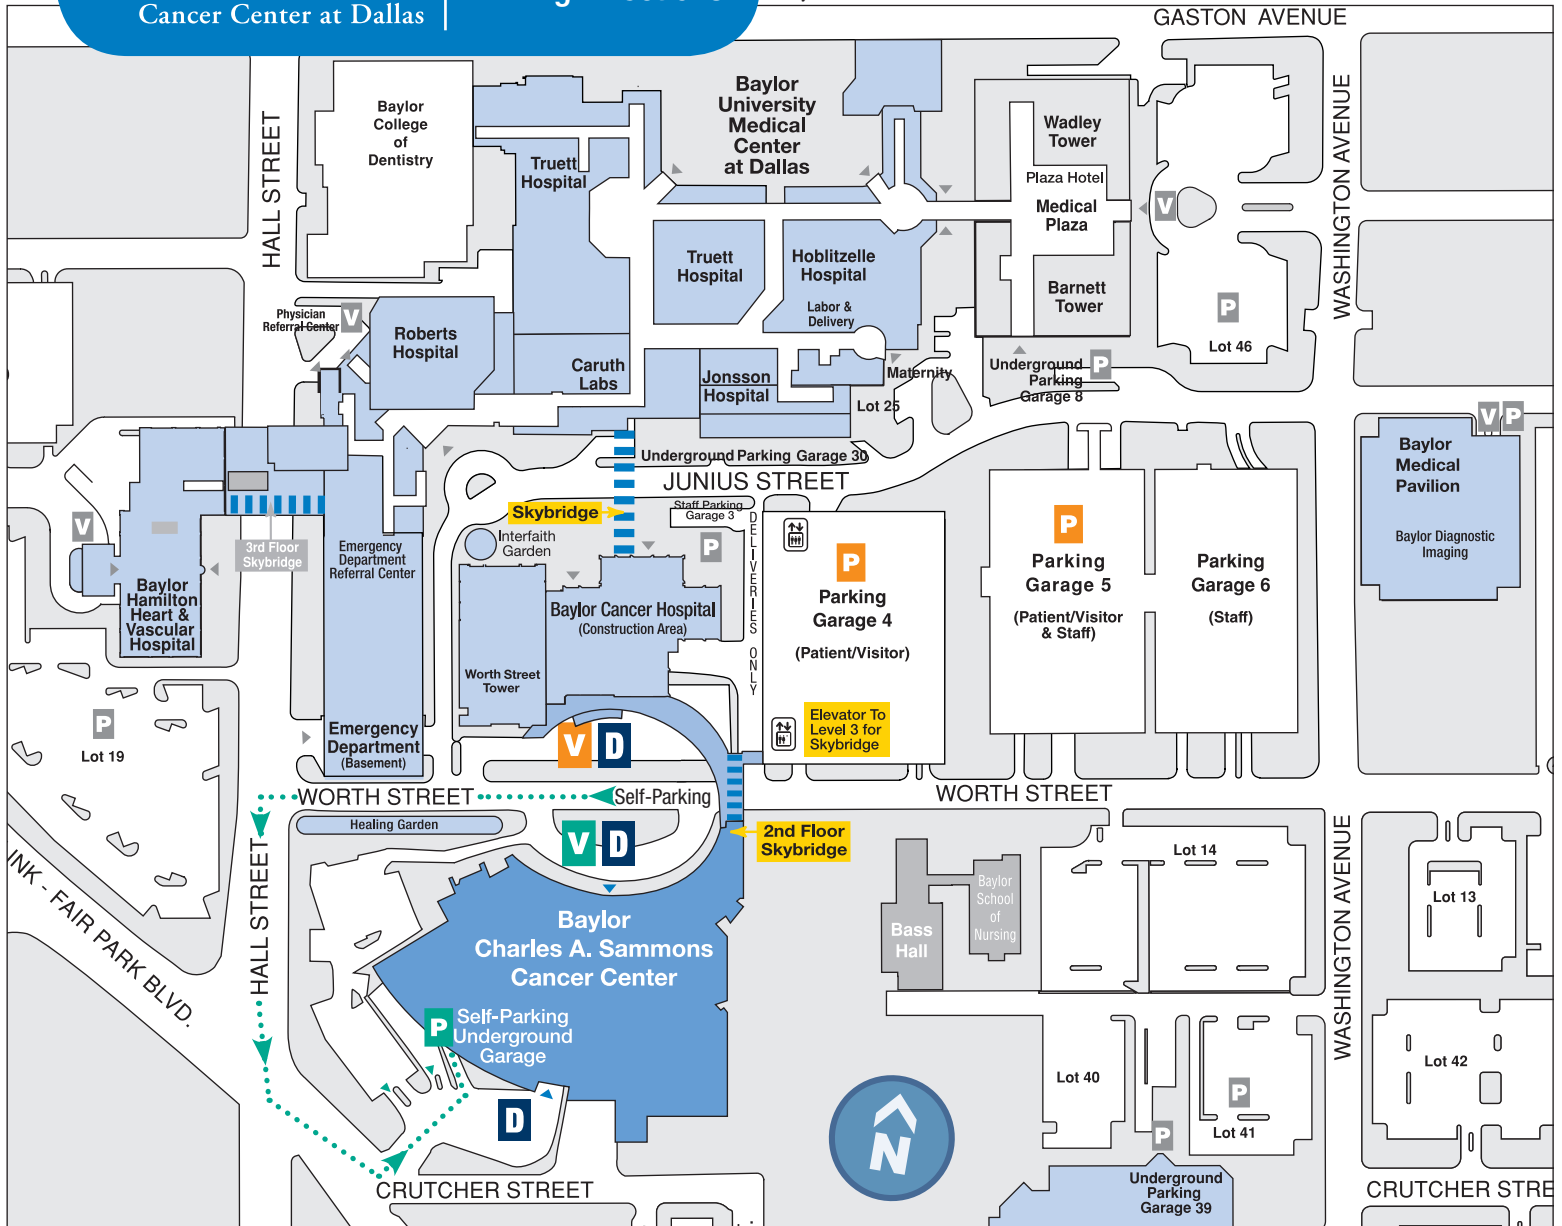 Cancer Center at Dallas
GASTON AVENUE
HALL STREET
WASHINGTON AVENUE
Baylor
College
of
Dentistry
Truett
Hospital
Baylor
University
Medical
Center
at Dallas
Wadley
Tower
Plaza Hotel
Medical
Plaza
V
Truett
Hospital
Hoblitzelle
Hospital
Labor &
Delivery
Barnett
Tower
P
Lot 46
Physician
Referral Center
V
Roberts
Hospital
Caruth
Labs
Jonsson
Hospital
Maternity
Lot 25
Underground
Parking
Garage 8
P
V P
Baylor
Medical
Pavilion
Baylor Diagnostic
Imaging
Underground Parking Garage 30
JUNIUS STREET
Skybridge
Staff Parking
Garage 3
P
DELIVERIES ONLY
Interfaith
Garden
V
3rd Floor
Skybridge
Emergency
Department
Referral Center
Baylor
Hamilton
Heart &
Vascular
Hospital
Baylor Cancer Hospital
(Construction Area)
Worth Street
Tower
P
Parking
Garage 4
(Patient/Visitor)
Elevator To
Level 3 for
Skybridge
P
Parking
Garage 5
(Patient/Visitor
& Staff)
Parking
Garage 6
(Staff)
P
Lot 19
Emergency
Department
(Basement)
V D
WORTH STREET
Self-Parking
WORTH STREET
Healing Garden
V D
2nd Floor
Skybridge
HALL STREET
INK - FAIR PARK BLVD.
Baylor
Charles A. Sammons
Cancer Center
P
Self-Parking
Underground
Garage
D
Bass
Hall
Baylor
School
of
Nursing
Lot 14
WASHINGTON AVENUE
Lot 13
Lot 42
Lot 40
P
Lot 41
P
N
CRUTCHER STREET
Underground
Parking
Garage 39
CRUTCHER STRE